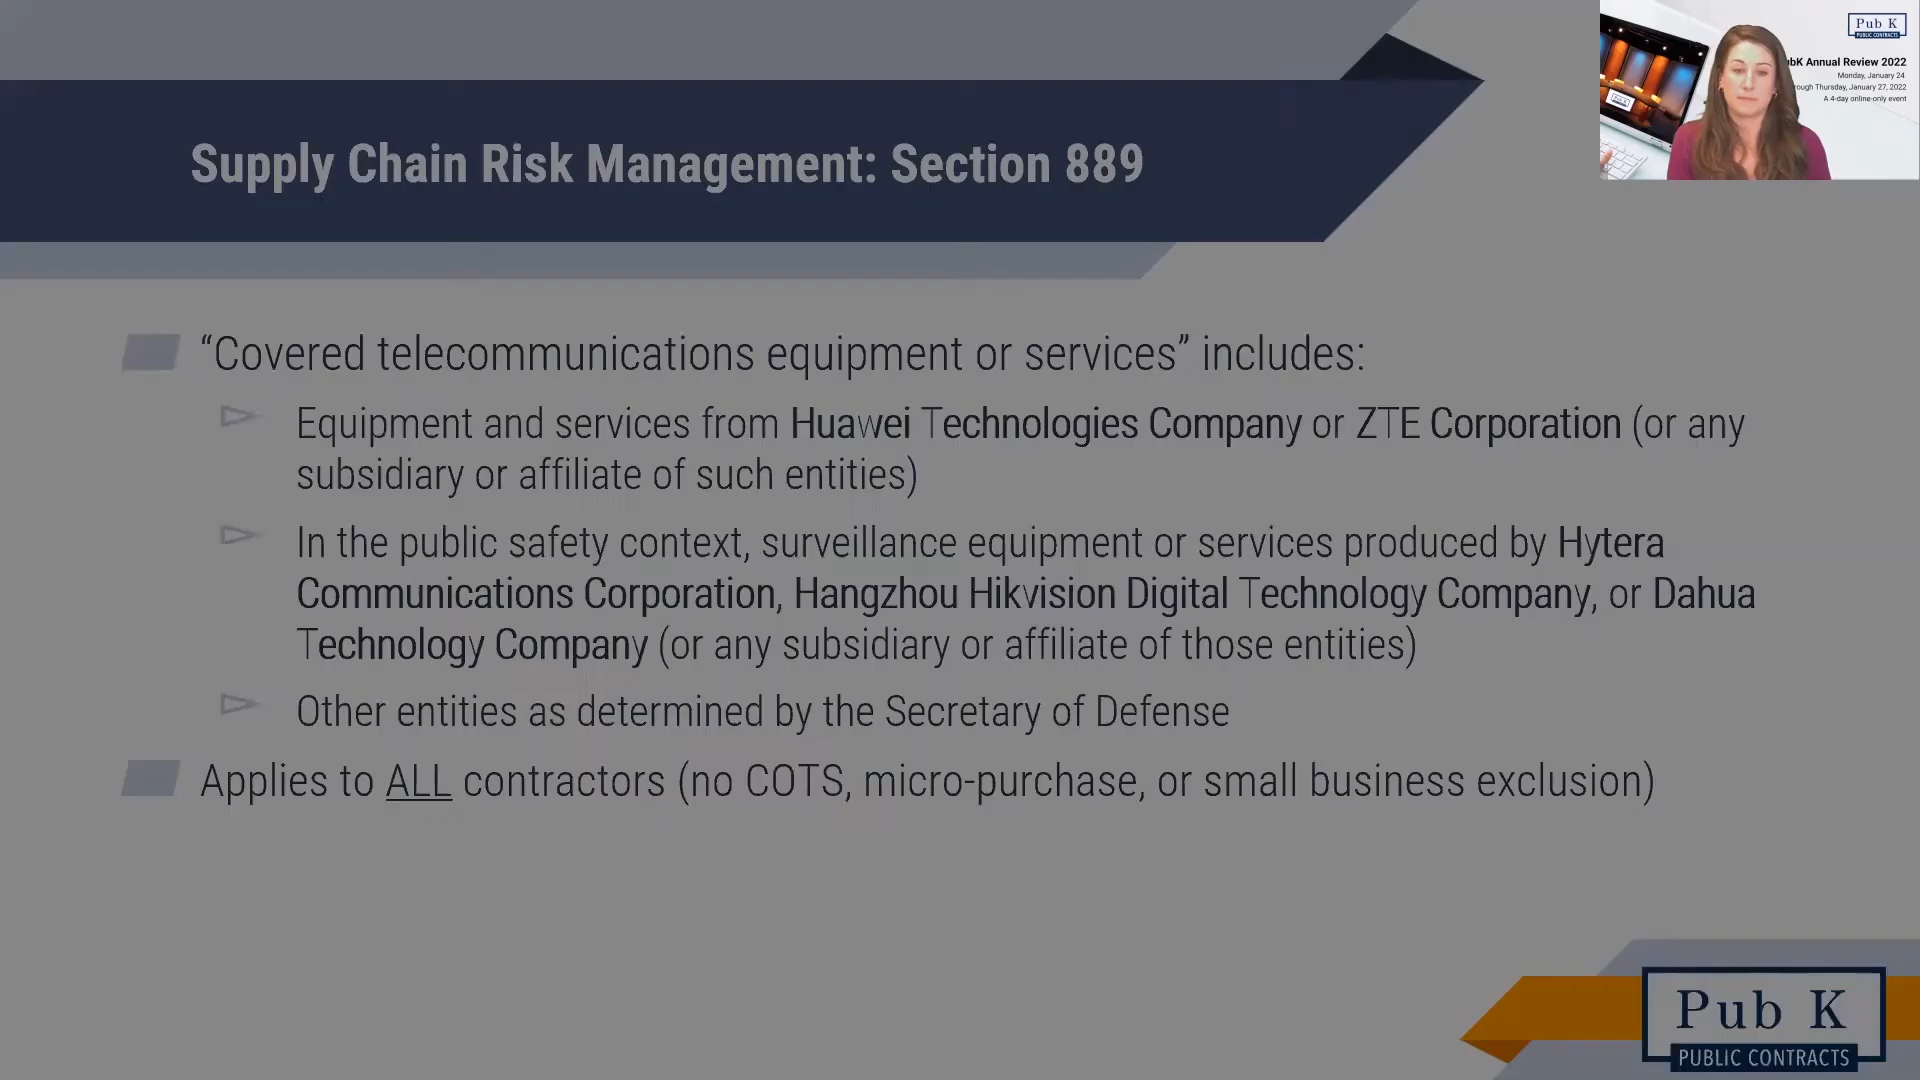 Supply Chain Risk Management: Section 889
“Covered telecommunications equipment or services” includes:
Equipment and services from Huawei Technologies Company or ZTE Corporation (or any
subsidiary or affiliate of such entities)
In the public safety context, surveillance equipment or services produced by Hytera
Communications Corporation, Hangzhou Hikvision Digital Technology Company, or Dahua
Technology Company (or any subsidiary or affiliate of those entities)
Other entities as determined by the Secretary of Defense
Applies to ALL contractors (no COTS, micro-purchase, or small business exclusion)
Pub K
PUBLIC CONTRACTS
Annual Review 2022
Monday, January 24
Thursday, January 27, 2022
A 4-day online-only event
Pub K
PUBLIC CONTRACTS